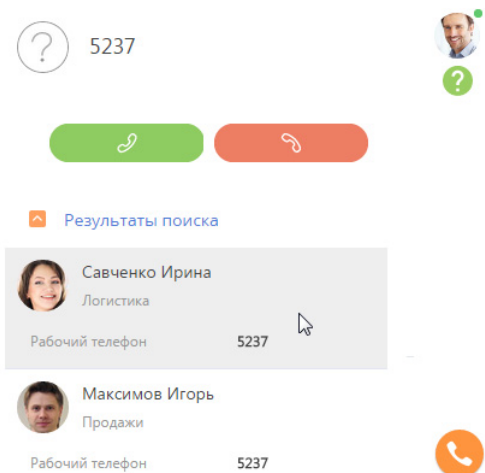 5237
Результаты поиска
Савченко Ирина
Логистика
Рабочий телефон 5237
Максимов Игорь
Продажи
Рабочий телефон 5237